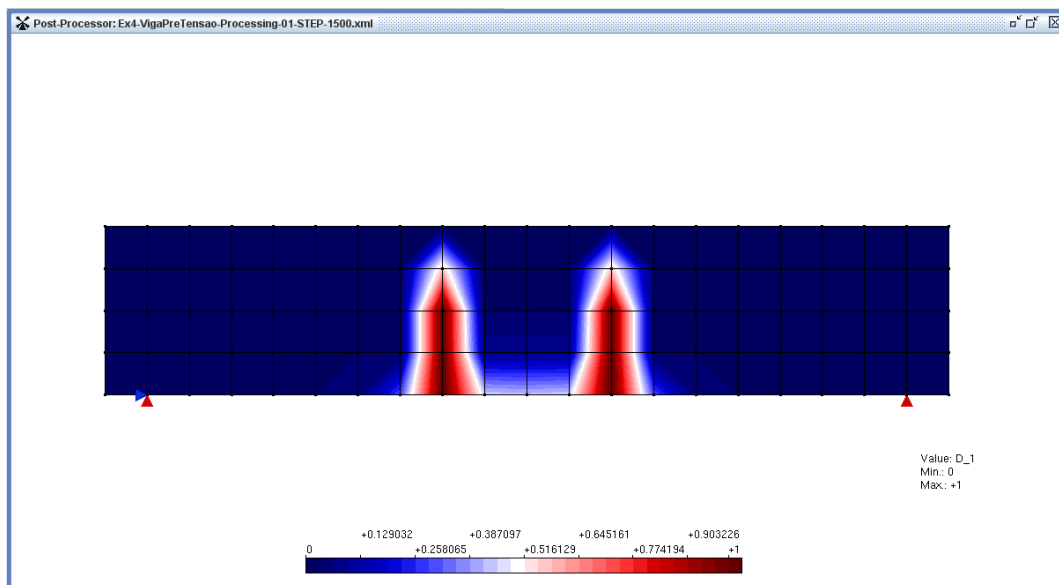 Post-Processor: Ex4-VigaPreTensao-Processing-01-STEP-1500.xml
Value: D_1
Min.: 0
Max.: +1
+0.129032 +0.387097 +0.645161 +0.903226
0 +0.258065 +0.516129 +0.774194 +1